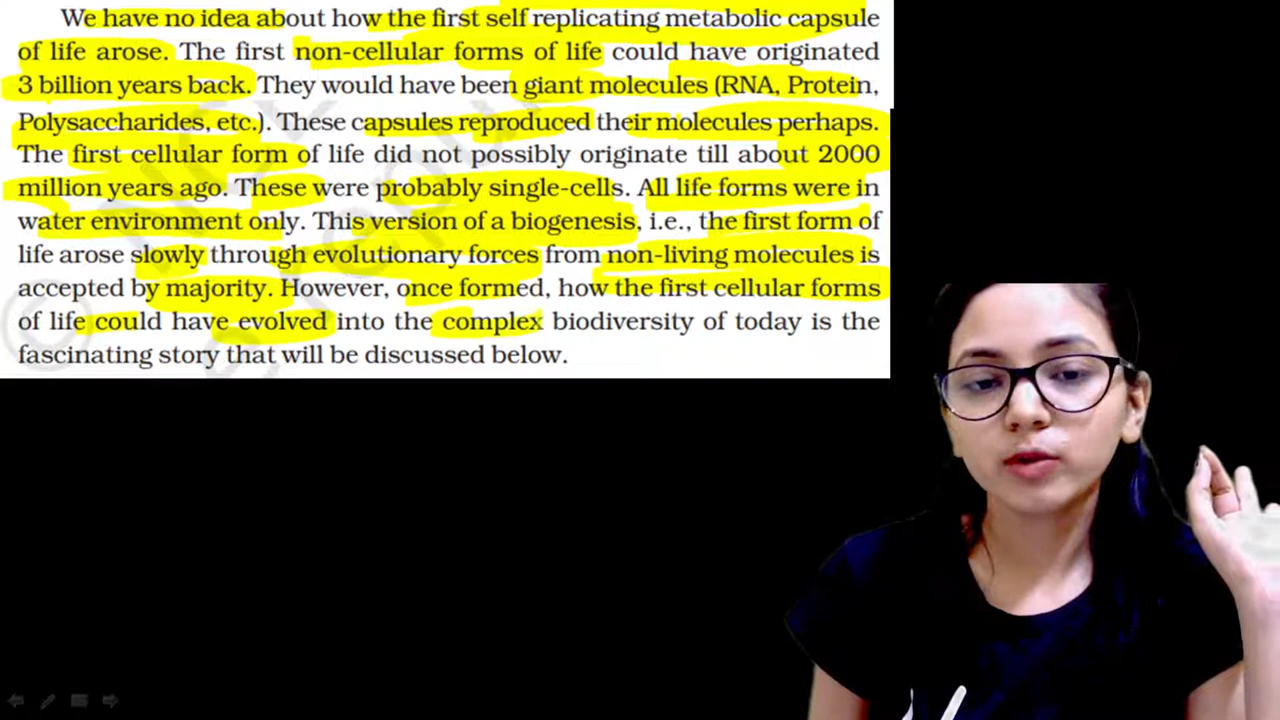 We have no idea about how the first self replicating metabolic capsule
of life arose. The first non-cellular forms of life could have originated
3 billion years back. They would have been giant molecules (RNA, Protein,
Polysaccharides, etc.). These capsules reproduced their molecules perhaps.
The first cellular form of life did not possibly originate till about 2000
million years ago. These were probably single-cells. All life forms were in
water environment only. This version of a biogenesis, i.e., the first form of
life arose slowly through evolutionary forces from non-living molecules is
accepted by majority. However, once formed, how the first cellular forms
of life could have evolved into the complex biodiversity of today is the
fascinating story that will be discussed below.